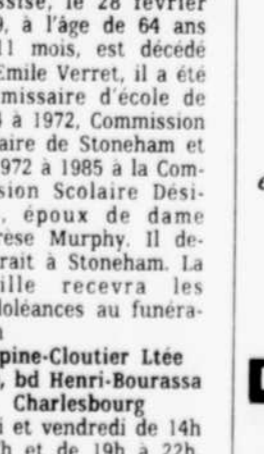 ssise, le 28 février
9, à l'âge de 64 ans
11 mois, est décédé
Emile Verret, il a été
missaire d'école de
à 1972, Commission
aire de Stoneham et
972 à 1985 à la Com-
sion Scolaire Dési-
, époux de dame
rèse Murphy. Il de-
rait à Stoneham. La
ille recevra les
doléances au funéra-
pine-Cloutier Ltée
, bd Henri-Bourassa
Charlesbourg
i et vendredi de 14h
h et de 19h à 22h,